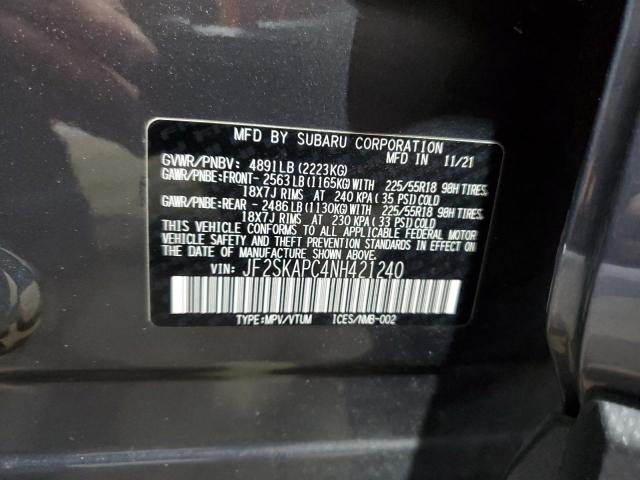 MFD BY SUBARU CORPORATION
MFD IN 11/21
GVWR/PNBV: 4891LB (2223KG)
GAWR/PNBE:FRONT-2563LB(1165KG)WITH 225/55R18 98H TIRES,
18X7J RIMS AT 240 KPA(35 PSI)COLD
GAWR/PNBE:REAR -2486LB(1130KG)WITH 225/55R18 98H TIRES,
18X7J RIMS AT 230 KPA(33 PSI)COLD
THIS VEHICLE CONFORMS TO ALL APPLICABLE FEDERAL MOTOR
VEHICLE SAFETY AND THEFT PREVENTION STANDARDS IN EFFECT ON
THE DATE OF MANUFACTURE SHOWN ABOVE.
VIN: JF2SKAPC4NH421240
TYPE:MPV/VTUM ICES/NMB-002